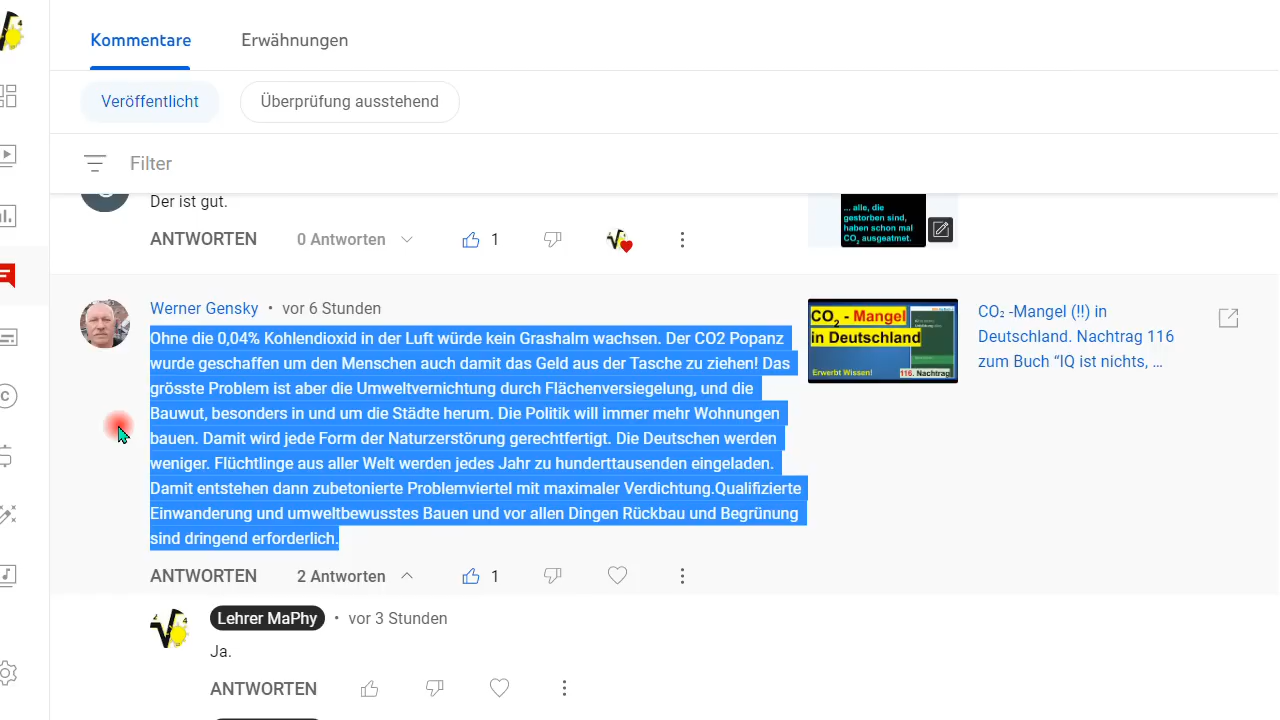 Kommentare
Erwähnungen
Veröffentlicht
Überprüfung ausstehend
Filter
Der ist gut.
ANTWORTEN
0 Antworten
1
... alle, die
gestorben sind,
haben schon mal
CO₂ ausgeatmet.
Werner Gensky • vor 6 Stunden
Ohne die 0,04% Kohlendioxid in der Luft würde kein Grashalm wachsen. Der CO2 Popanz
wurde geschaffen um den Menschen auch damit das Geld aus der Tasche zu ziehen! Das
grösste Problem ist aber die Umweltvernichtung durch Flächenversiegelung, und die
Bauwut, besonders in und um die Städte herum. Die Politik will immer mehr Wohnungen
bauen. Damit wird jede Form der Naturzerstörung gerechtfertigt. Die Deutschen werden
weniger. Flüchtlinge aus aller Welt werden jedes Jahr zu hunderttausenden eingeladen.
Damit entstehen dann zubetonierte Problemviertel mit maximaler Verdichtung.Qualifizierte
Einwanderung und umweltbewusstes Bauen und vor allen Dingen Rückbau und Begrünung
sind dringend erforderlich.
CO₂ - Mangel
in Deutschland
Erwerbt Wissen!
116. Nachtrag
CO₂ -Mangel (!!) in
Deutschland. Nachtrag 116
zum Buch “IQ ist nichts, ...
ANTWORTEN
2 Antworten
1
Lehrer MaPhy • vor 3 Stunden
Ja.
ANTWORTEN